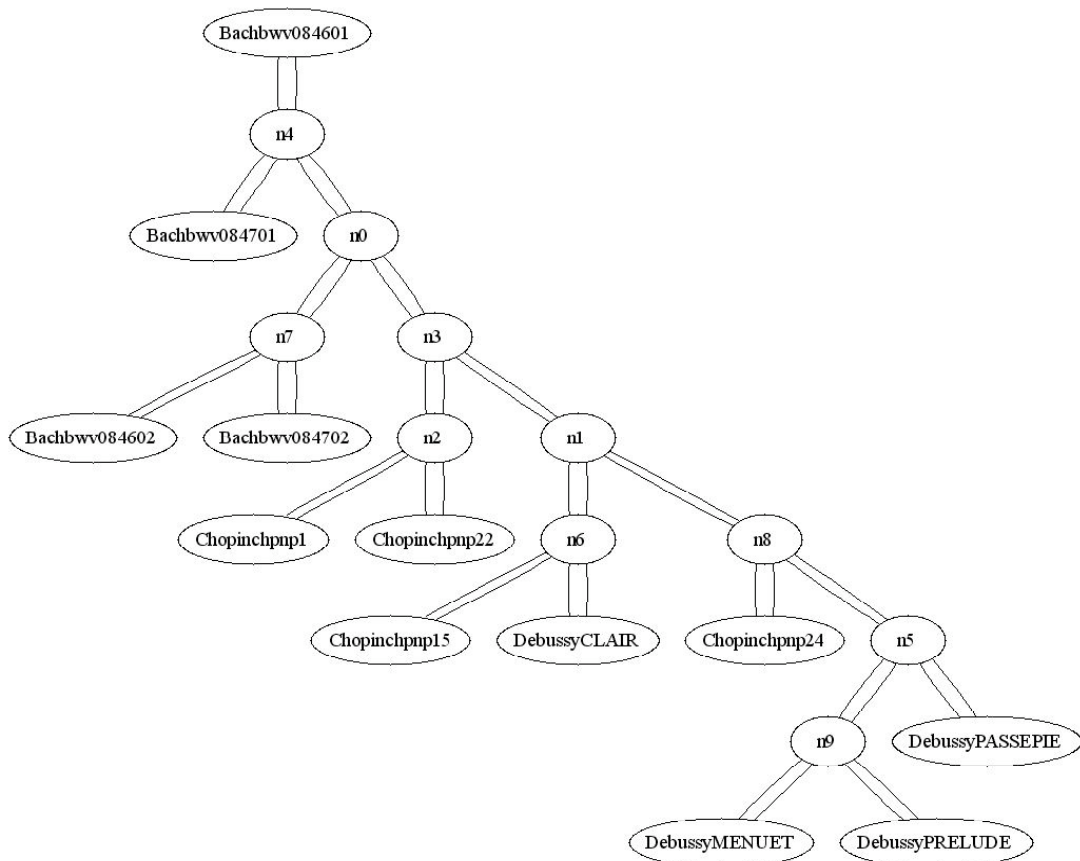 Bachbwv084601
n4
Bachbwv084701
n0
n7
n3
Bachbwv084602
Bachbwv084702
n2
n1
Chopinchpnp1
Chopinchpnp22
n6
n8
Chopinchpnp15
DebussyCLAIR
Chopinchpnp24
n5
n9
DebussyPASSEPIE
DebussyMENUET
DebussyPRELUDE